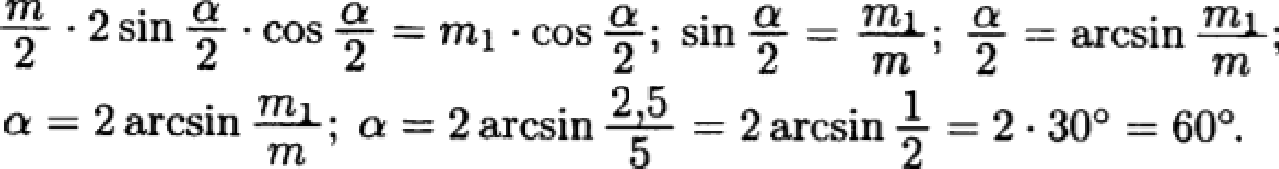 m/2 · 2 sin α/2 · cos α/2 = m₁ · cos α/2; sin α/2 = m₁/m; α/2 = arcsin m₁/m;
α = 2 arcsin m₁/m; α = 2 arcsin 2,5/5 = 2 arcsin 1/2 = 2 · 30° = 60°.